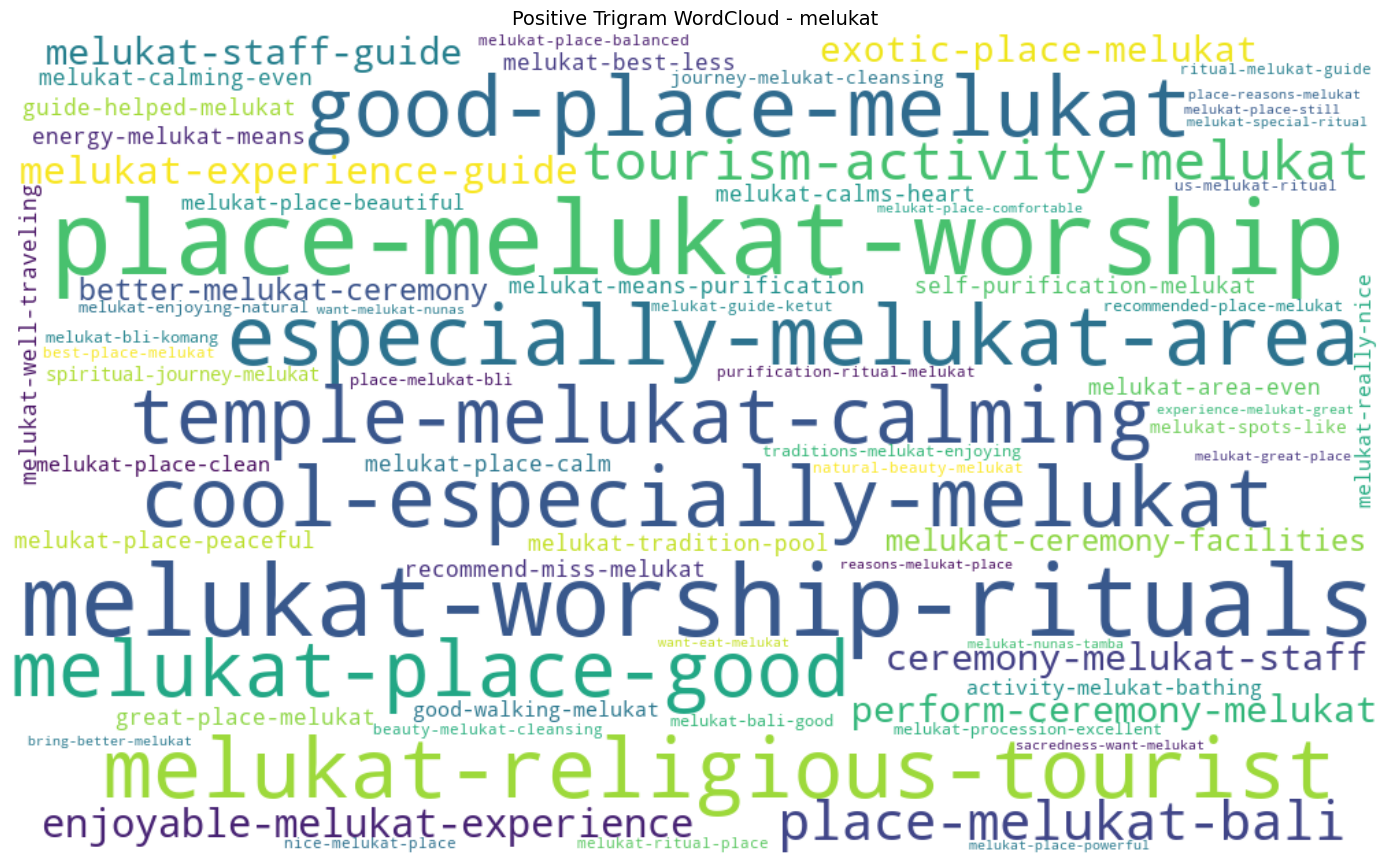 Positive Trigram WordCloud - melukat
melukat-place-balanced
melukat-staff-guide
exotic-place-melukat
melukat-best-less
ritual-melukat-guide
melukat-calming-even
journey-melukat-cleansing
place-reasons-melukat
guide-helped-melukat
good-place-melukat
melukat-place-still
melukat-special-ritual
energy-melukat-means
tourism-activity-melukat
melukat-experience-guide
us-melukat-ritual
melukat-calms-heart
melukat-place-beautiful
melukat-place-comfortable
melukat-well-traveling
place-melukat-worship
better-melukat-ceremony
melukat-means-purification
self-purification-melukat
melukat-enjoying-natural
want-melukat-nunas
melukat-guide-ketut
recommended-place-melukat
melukat-bli-komang
especially-melukat-area
best-place-melukat
melukat-really-nice
spiritual-journey-melukat
place-melukat-bli
purification-ritual-melukat
melukat-area-even
temple-melukat-calming
experience-melukat-great
melukat-spots-like
traditions-melukat-enjoying
melukat-great-place
melukat-place-clean
melukat-place-calm
natural-beauty-melukat
cool-especially-melukat
melukat-place-peaceful
melukat-tradition-pool
melukat-ceremony-facilities
recommend-miss-melukat
reasons-melukat-place
melukat-worship-rituals
want-eat-melukat
melukat-nunas-tamba
melukat-place-good
ceremony-melukat-staff
activity-melukat-bathing
great-place-melukat
good-walking-melukat
melukat-bali-good
perform-ceremony-melukat
beauty-melukat-cleansing
melukat-procession-excellent
bring-better-melukat
sacredness-want-melukat
melukat-religious-tourist
enjoyable-melukat-experience
place-melukat-bali
nice-melukat-place
melukat-ritual-place
melukat-place-powerful